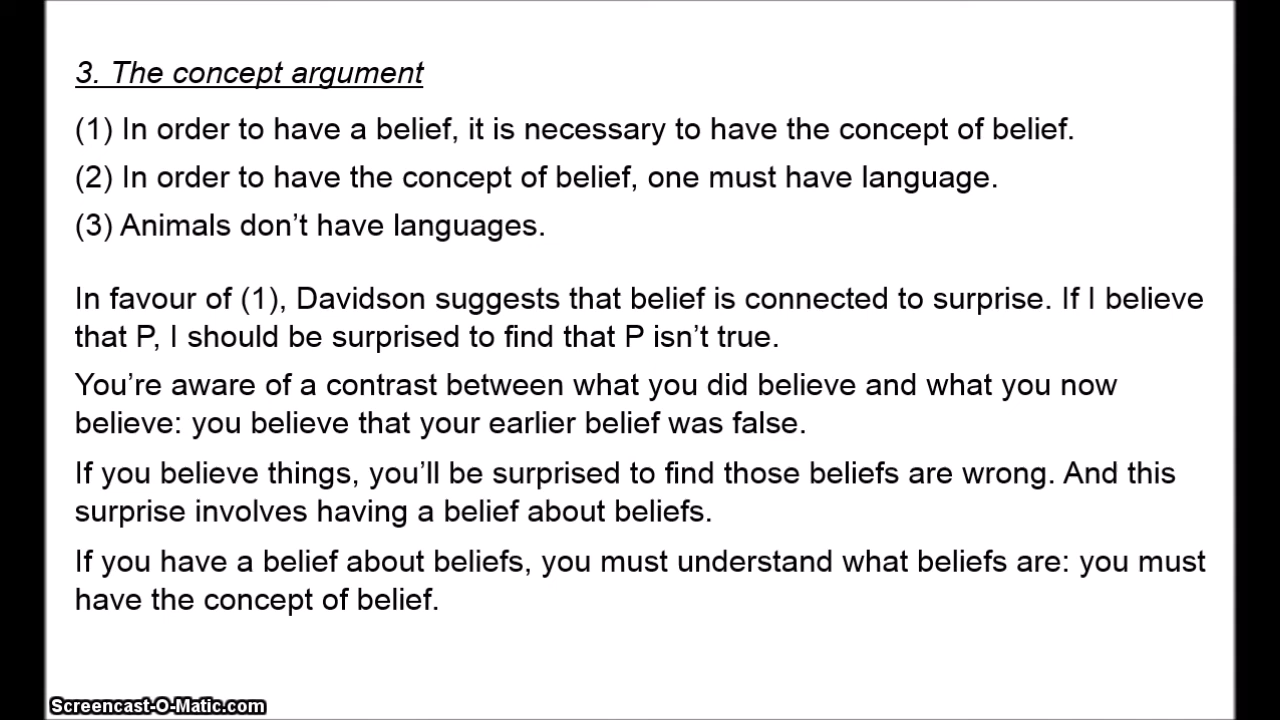 3. The concept argument
(1) In order to have a belief, it is necessary to have the concept of belief.
(2) In order to have the concept of belief, one must have language.
(3) Animals don’t have languages.
In favour of (1), Davidson suggests that belief is connected to surprise. If I believe
that P, I should be surprised to find that P isn’t true.
You’re aware of a contrast between what you did believe and what you now
believe: you believe that your earlier belief was false.
If you believe things, you’ll be surprised to find those beliefs are wrong. And this
surprise involves having a belief about beliefs.
If you have a belief about beliefs, you must understand what beliefs are: you must
have the concept of belief.
Screencast-O-Matic.com